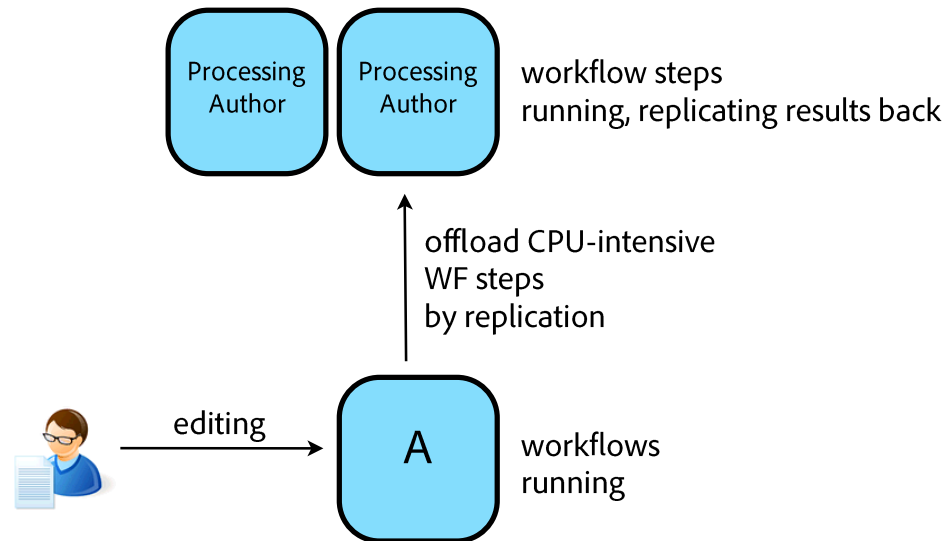 Processing
Author
Processing
Author
workflow steps
running, replicating results back
offload CPU-intensive
WF steps
by replication
editing
A
workflows
running